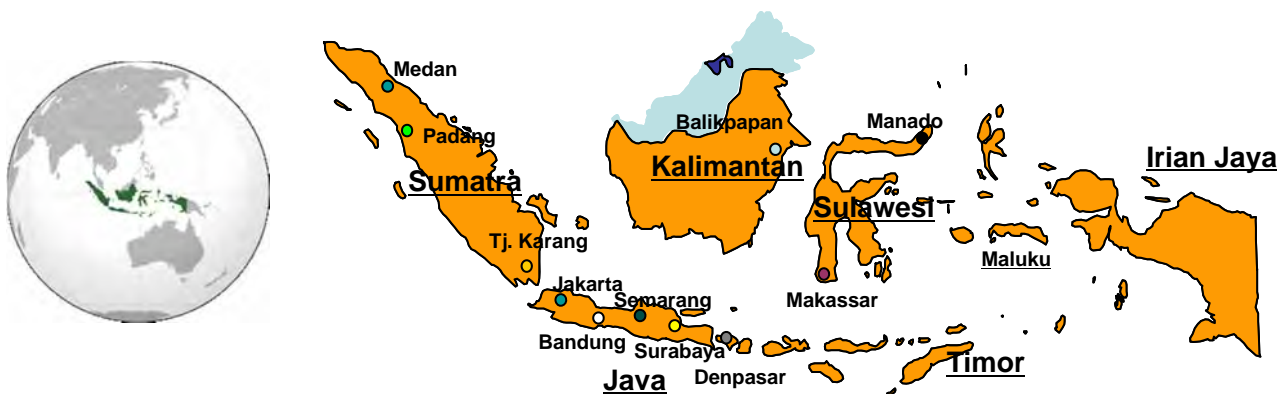 Medan
Padang
Sumatra
Tj. Karang
Jakarta
Semarang
Bandung
Surabaya
Java
Denpasar
Balikpapan
Kalimantan
Manado
Sulawesi
Makassar
Maluku
Irian Jaya
Timor